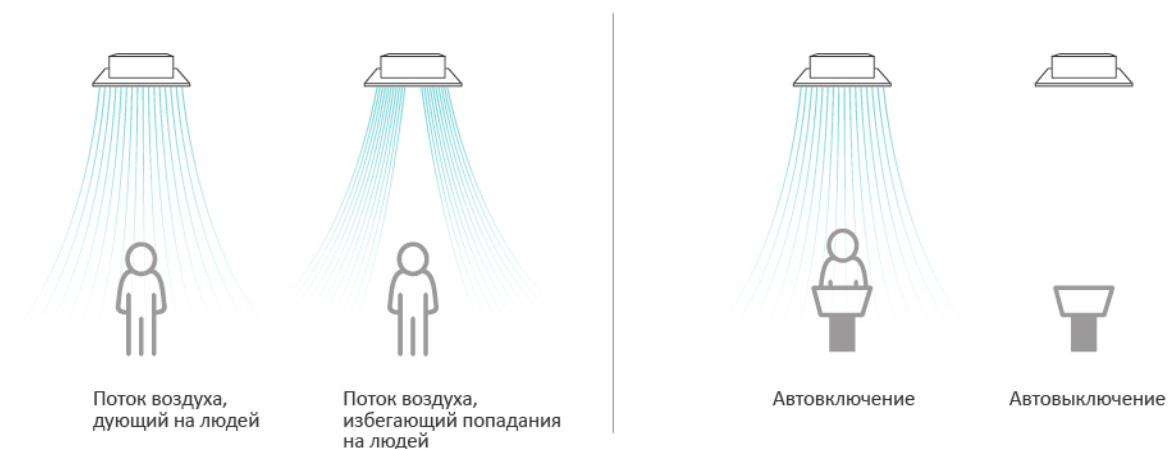 Поток воздуха,
дующий на людей
Поток воздуха,
избегающий попадания
на людей
Автовключение
Автовыключение